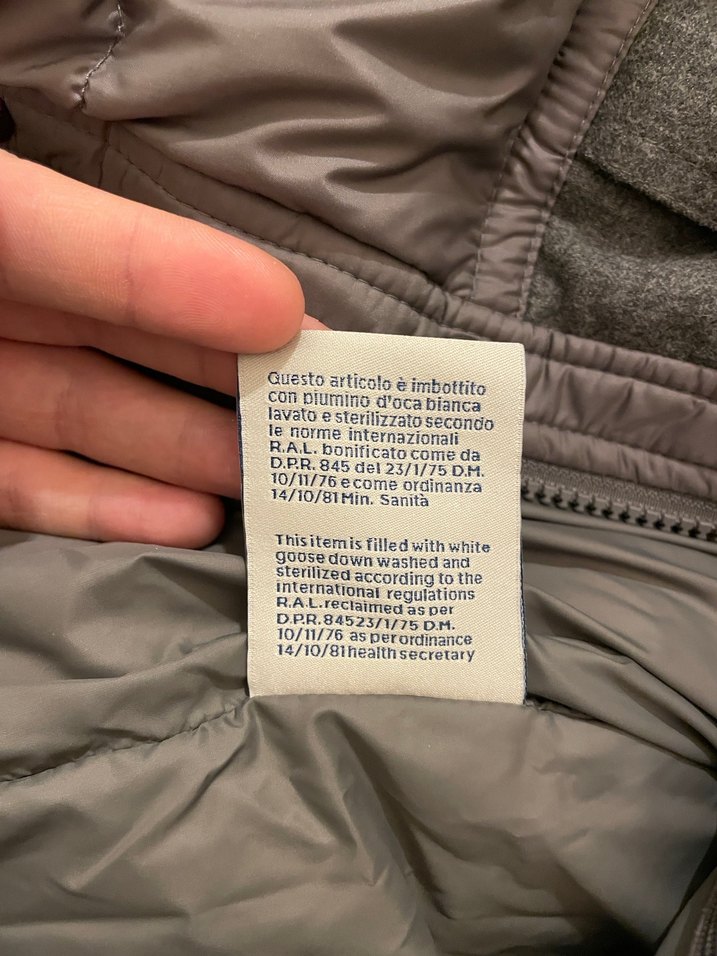 Questo articolo è imbottito
con piumino d'oca bianca
lavato e sterilizzato secondo
le norme internazionali
R.A.L. bonificato come da
D.P.R. 845 del 23/1/75 D.M.
10/11/76 e come ordinanza
14/10/81 Min. Sanità
This item is filled with white
goose down washed and
sterilized according to the
international regulations
R.A.L. reclaimed as per
D.P.R. 84523/1/75 D.M.
10/11/76 as per ordinance
14/10/81 health secretary